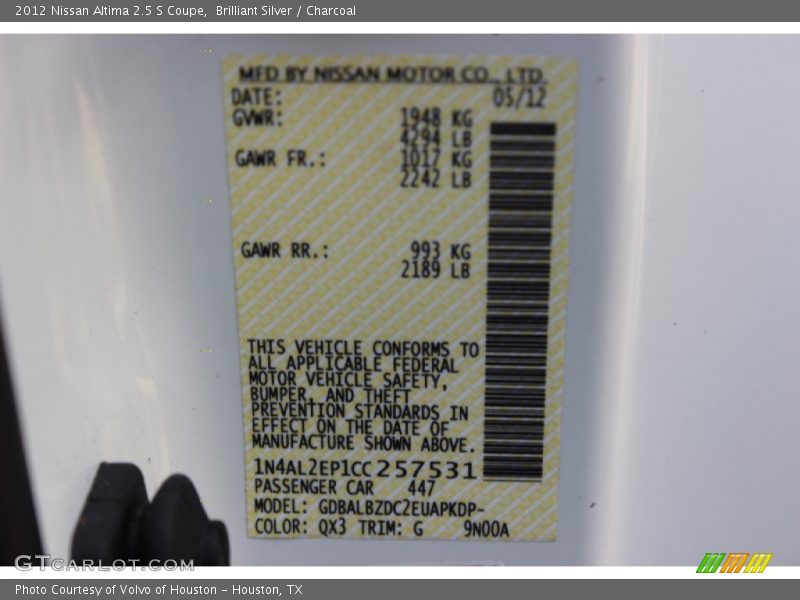 2012 Nissan Altima 2.5 S Coupe, Brilliant Silver / Charcoal
MFD BY NISSAN MOTOR CO., LTD.
DATE: 05/12
GVWR: 1948 KG
4294 LB
GAWR FR.: 1017 KG
2242 LB
GAWR RR.: 993 KG
2189 LB
THIS VEHICLE CONFORMS TO
ALL APPLICABLE FEDERAL
MOTOR VEHICLE SAFETY,
BUMPER, AND THEFT
PREVENTION STANDARDS IN
EFFECT ON THE DATE OF
MANUFACTURE SHOWN ABOVE.
1N4AL2EP1CC257531
PASSENGER CAR 447
MODEL: GDBALBZDC2EUAPKDP-
COLOR: QX3 TRIM: G 9N00A
GTCarLot.com
Photo Courtesy of Volvo of Houston - Houston, TX